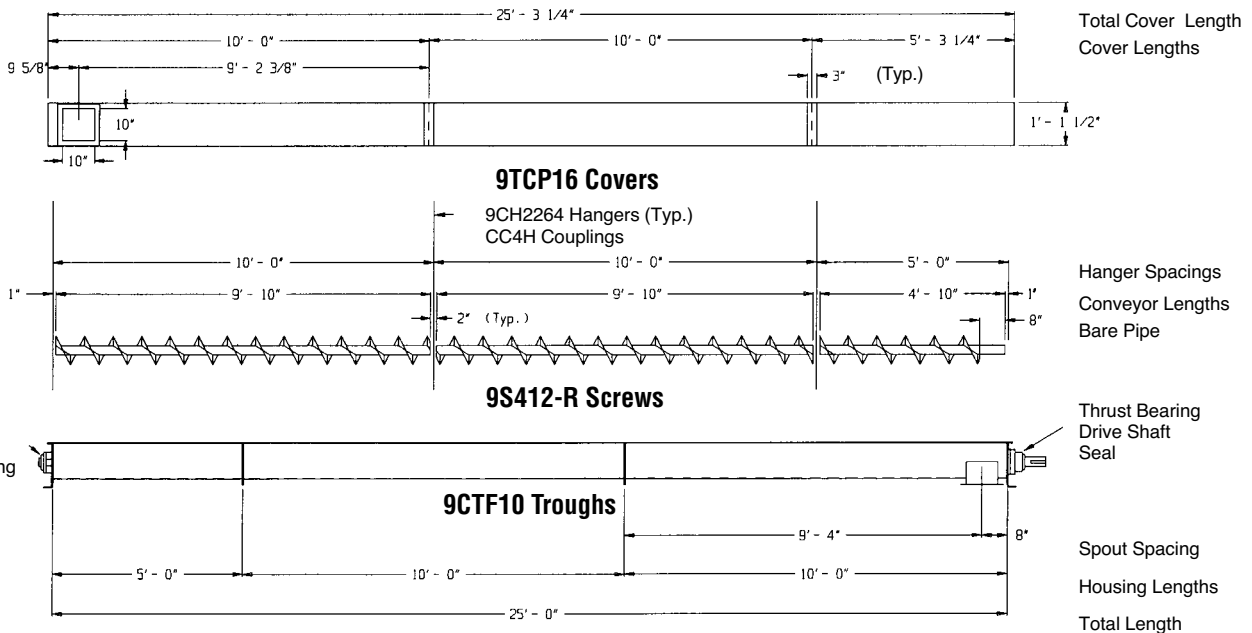 25' - 3 1/4" Total Cover Length
10' - 0" 10' - 0" 5' - 3 1/4" Cover Lengths
9 5/8" 9' - 2 3/8" 3" (Typ.)
10" 1' - 1 1/2"
10"
9TCP16 Covers
9CH2264 Hangers (Typ.)
CC4H Couplings
10' - 0" 10' - 0" 5' - 0" Hanger Spacings
1" 9' - 10" 9' - 10" 4' - 10" 1" Conveyor Lengths
2" (Typ.) 8" Bare Pipe
9S412-R Screws
Thrust Bearing
Drive Shaft
Seal
9CTF10 Troughs
9' - 4" 8" Spout Spacing
5' - 0" 10' - 0" 10' - 0" Housing Lengths
25' - 0" Total Length